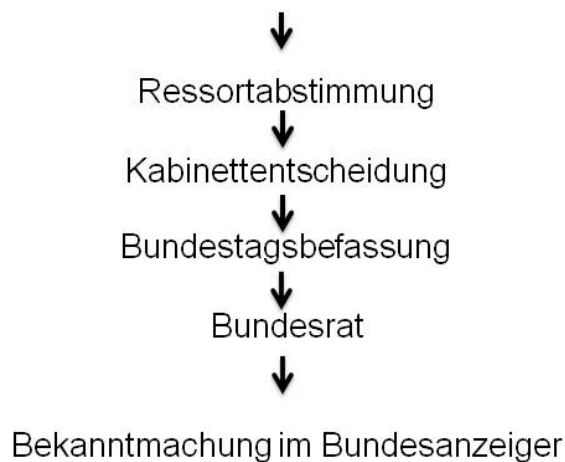 Ressortabstimmung
Kabinettentscheidung
Bundestagsbefassung
Bundesrat
Bekanntmachung im Bundesanzeiger